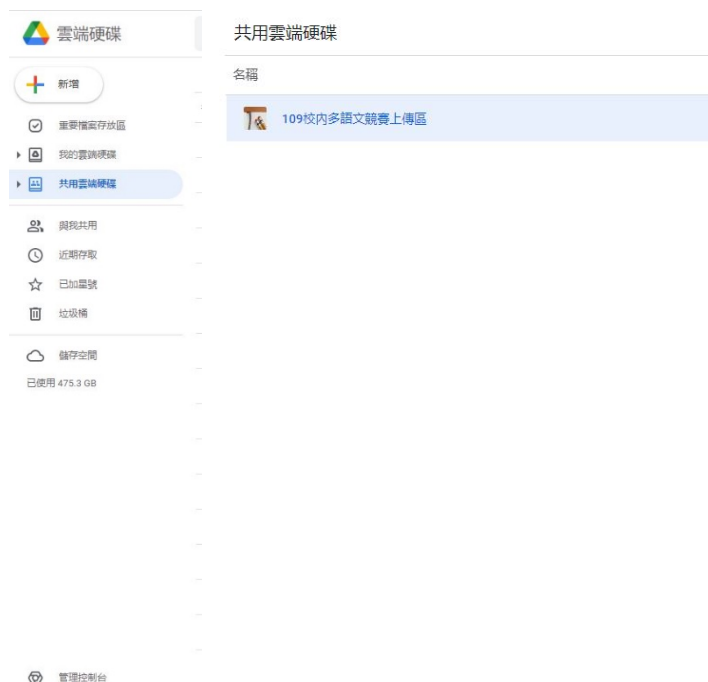 雲端硬碟
新增
重要檔案存放區
我的雲端硬碟
共用雲端硬碟
與我共用
近期存取
已加星號
垃圾桶
儲存空間
已使用 475.3 GB
管理控制台
共用雲端硬碟
名稱
109校内多語文競賽上傳區